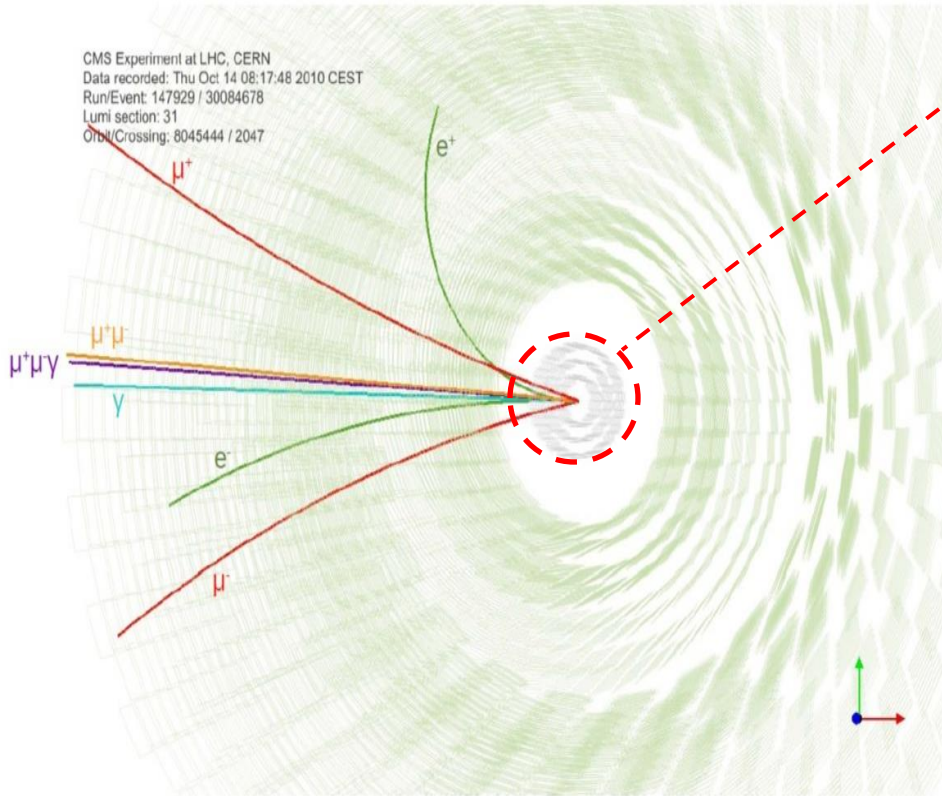 CMS Experiment at LHC, CERN
Data recorded: Thu Oct 14 08:17:48 2010 CEST
Run/Event: 147929 / 30084678
Lumi section: 31
Orbit/Crossing: 8045444 / 2047
e⁺
μ⁺
μ⁺μ⁻
μ⁺μ⁻γ
γ
e⁻
μ⁻